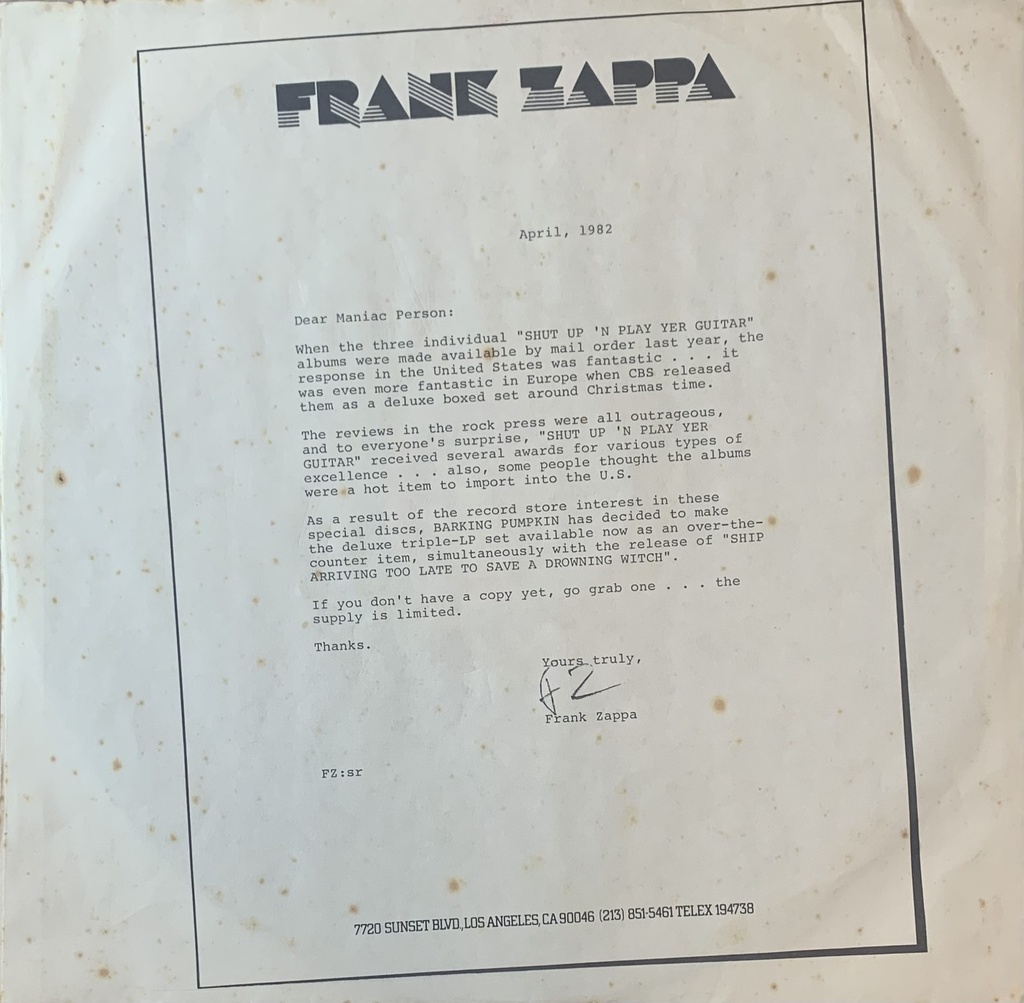 FRANK ZAPPA
April, 1982
Dear Maniac Person:
When the three individual "SHUT UP 'N PLAY YER GUITAR"
albums were made available by mail order last year, the
response in the United States was fantastic . . . it
was even more fantastic in Europe when CBS released
them as a deluxe boxed set around Christmas time.
The reviews in the rock press were all outrageous,
and to everyone's surprise, "SHUT UP 'N PLAY YER
GUITAR" received several awards for various types of
excellence . . . also, some people thought the albums
were a hot item to import into the U.S.
As a result of the record store interest in these
special discs, BARKING PUMPKIN has decided to make
the deluxe triple-LP set available now as an over-the-
counter item, simultaneously with the release of "SHIP
ARRIVING TOO LATE TO SAVE A DROWNING WITCH".
If you don't have a copy yet, go grab one . . . the
supply is limited.
Thanks.
Yours truly,
FZ
Frank Zappa
FZ:sr
7720 SUNSET BLVD., LOS ANGELES, CA 90046 (213) 851-5461 TELEX 194738